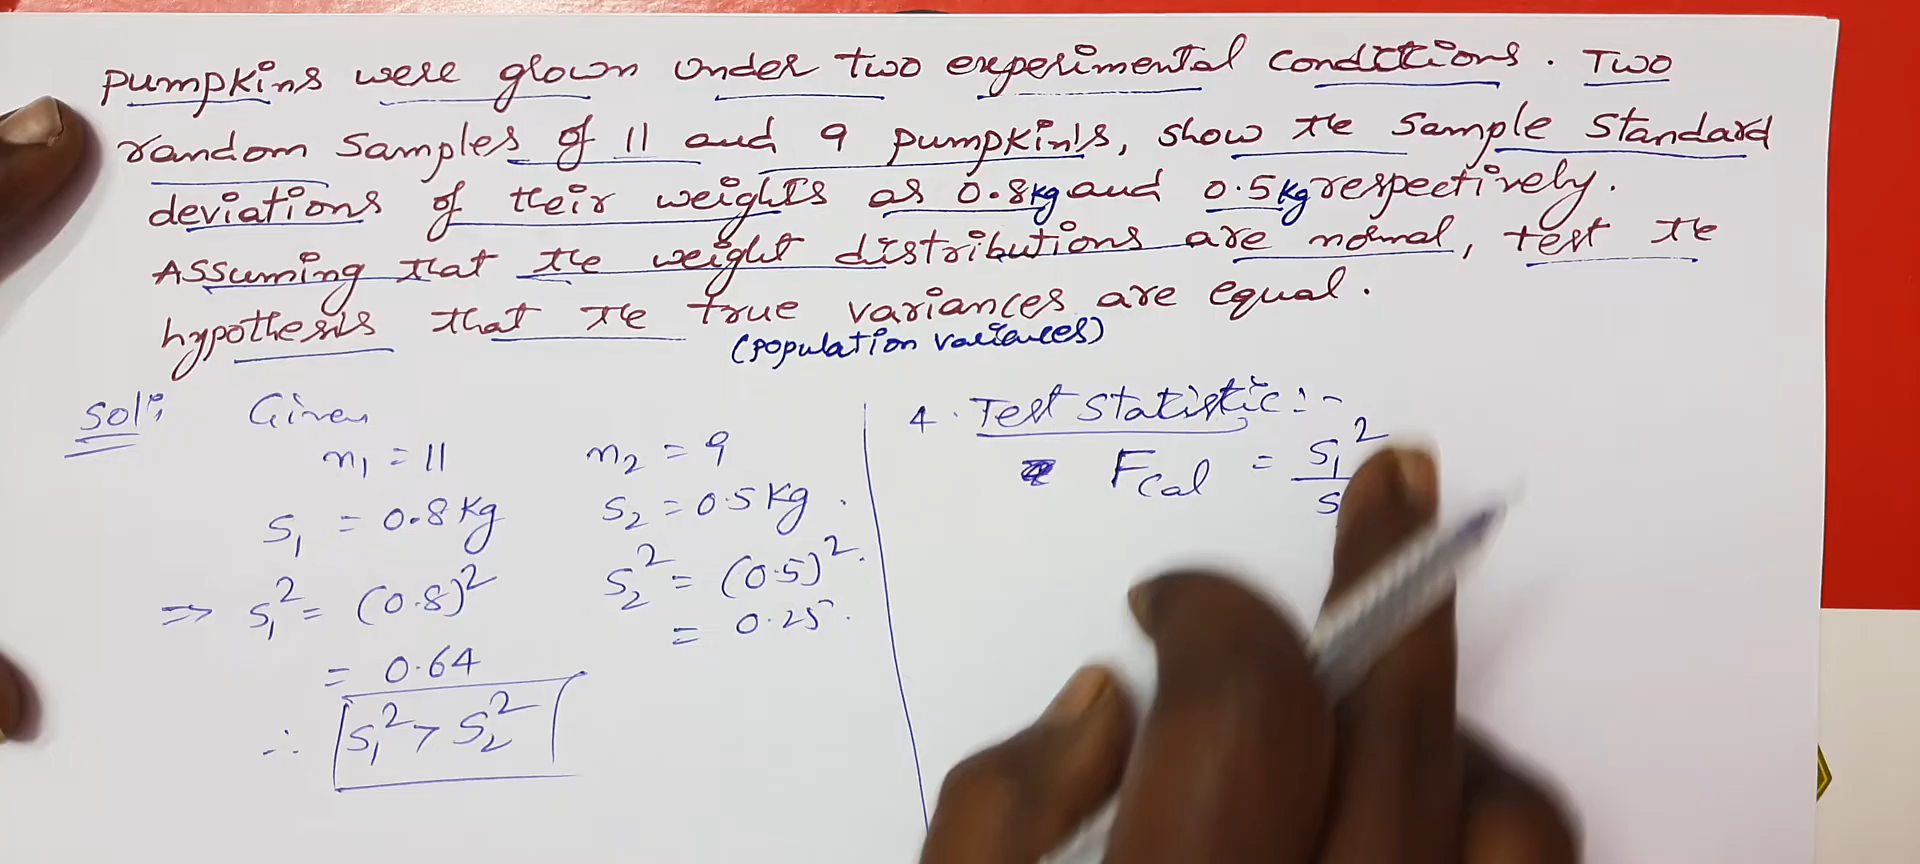 Pumpkins were grown under two experimental conditions. Two
random samples of 11 and 9 pumpkins, show the sample standard
deviations of their weights as 0.8kg and 0.5kg respectively.
Assuming that the weight distributions are normal, test the
hypothesis that the true variances are equal.
(population variances)
Sol:
Given
n₁ = 11 n₂ = 9
S₁ = 0.8 kg S₂ = 0.5 kg.
⇒ S₁² = (0.8)² S₂² = (0.5)².
= 0.64 = 0.25.
∴ S₁² > S₂²
4. Test Statistic :-
Fcal = S₁² / S